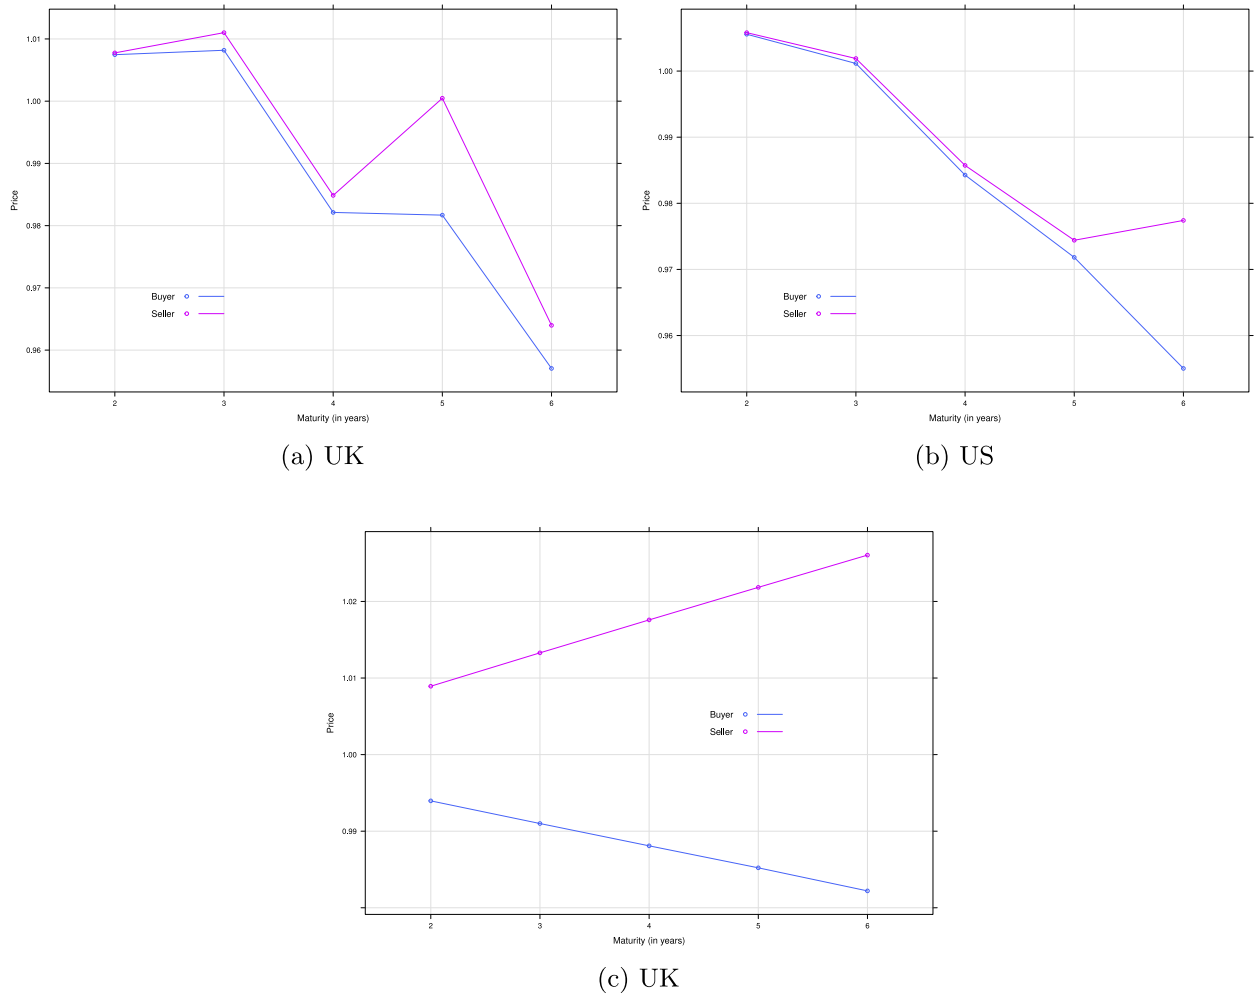 1.01
1.00
0.99
0.98
0.97
0.96
Price
Buyer
Seller
2 3 4 5 6
Maturity (in years)
(a) UK
1.00
0.99
0.98
0.97
0.96
Price
Buyer
Seller
2 3 4 5 6
Maturity (in years)
(b) US
1.02
1.01
1.00
0.99
Price
Buyer
Seller
2 3 4 5 6
Maturity (in years)
(c) UK